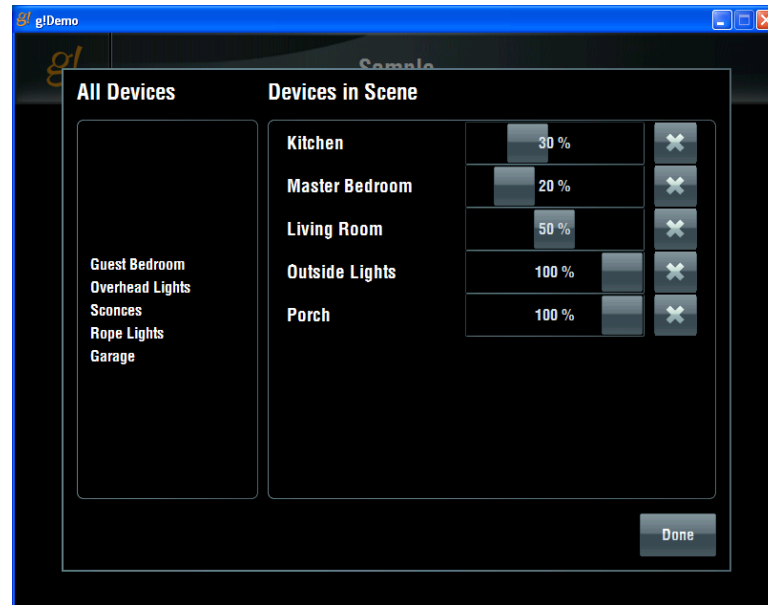 g! g!Demo
g!
Sample
All Devices
Devices in Scene
Guest Bedroom
Overhead Lights
Sconces
Rope Lights
Garage
Kitchen 30 %
Master Bedroom 20 %
Living Room 50 %
Outside Lights 100 %
Porch 100 %
Done